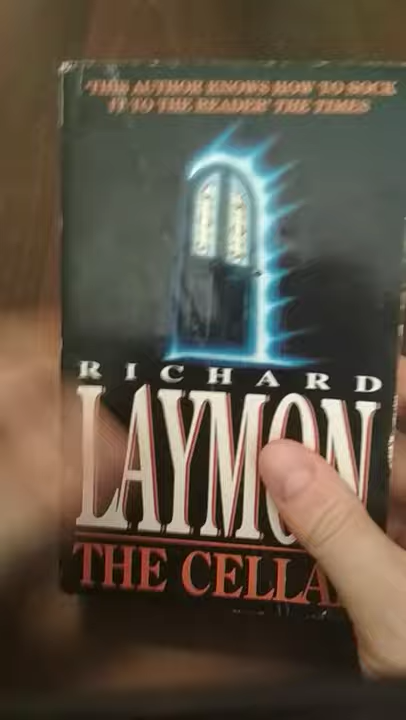 'THIS AUTHOR KNOWS HOW TO SOCK
IT TO THE READER' THE TIMES
RICHARD
LAYMON
THE CELLA